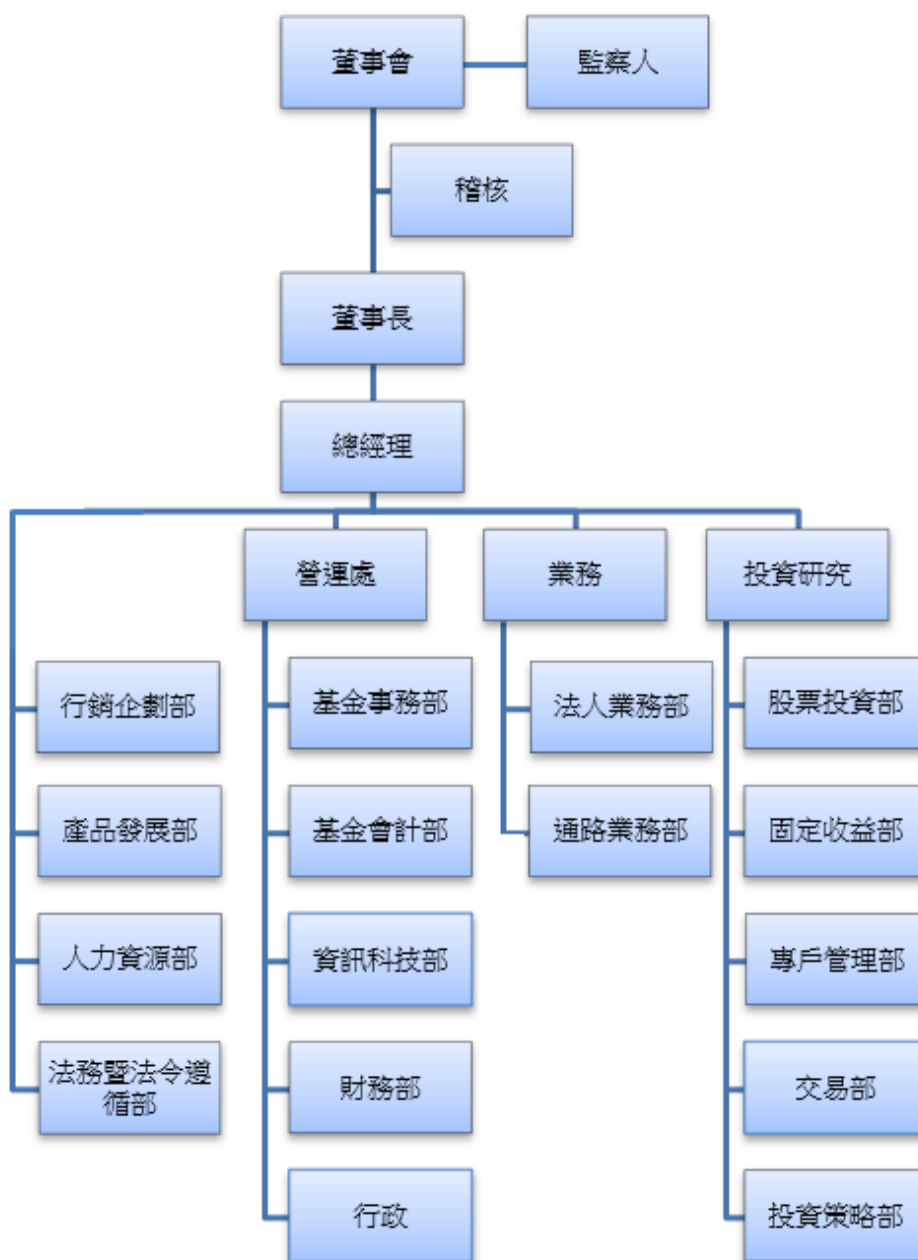 董事會
監察人
稽核
董事長
總經理
營運處
業務
投資研究
行銷企劃部
基金事務部
法人業務部
股票投資部
產品發展部
基金會計部
通路業務部
固定收益部
人力資源部
資訊科技部
專戶管理部
法務暨法令遵
循部
財務部
交易部
行政
投資策略部